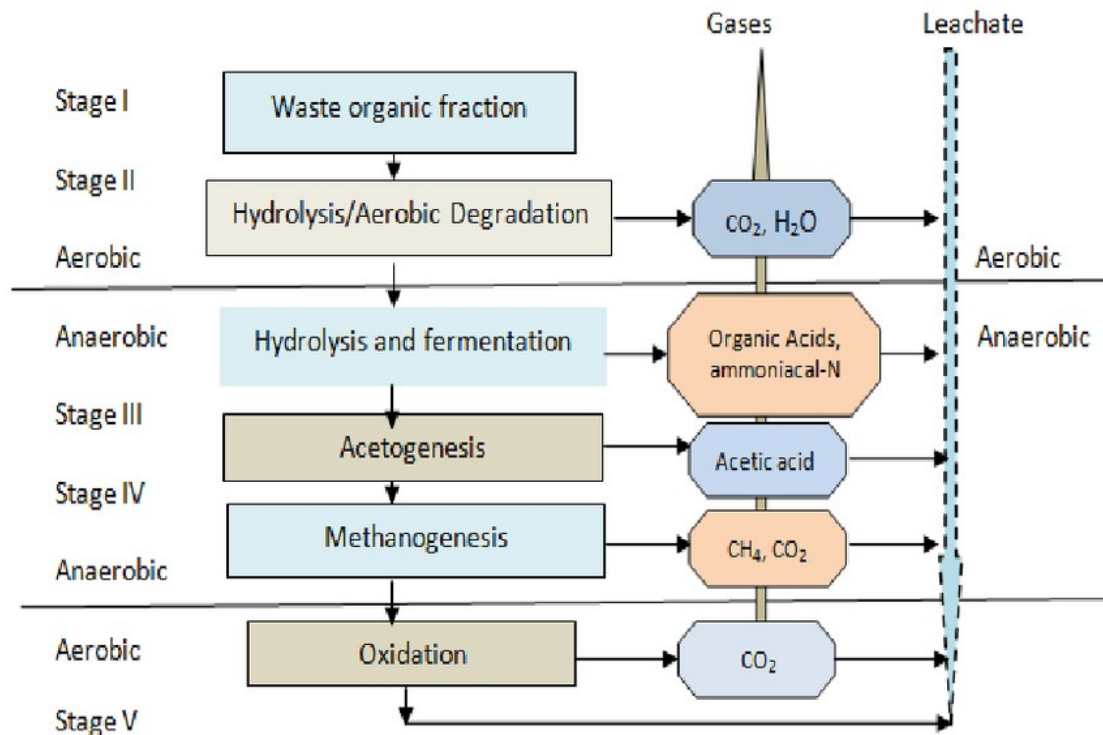 Gases
Leachate
Stage I
Waste organic fraction
Stage II
Hydrolysis/Aerobic Degradation
CO₂, H₂O
Aerobic
Aerobic
Anaerobic
Hydrolysis and fermentation
Organic Acids,
ammoniacal-N
Anaerobic
Stage III
Acetogenesis
Acetic acid
Stage IV
Methanogenesis
CH₄, CO₂
Anaerobic
Aerobic
Oxidation
CO₂
Stage V